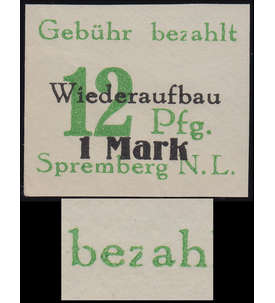 Gebühr bezahlt
12
Wiederaufbau
Pfg.
1 Mark
Spremberg N.L.
bezahl